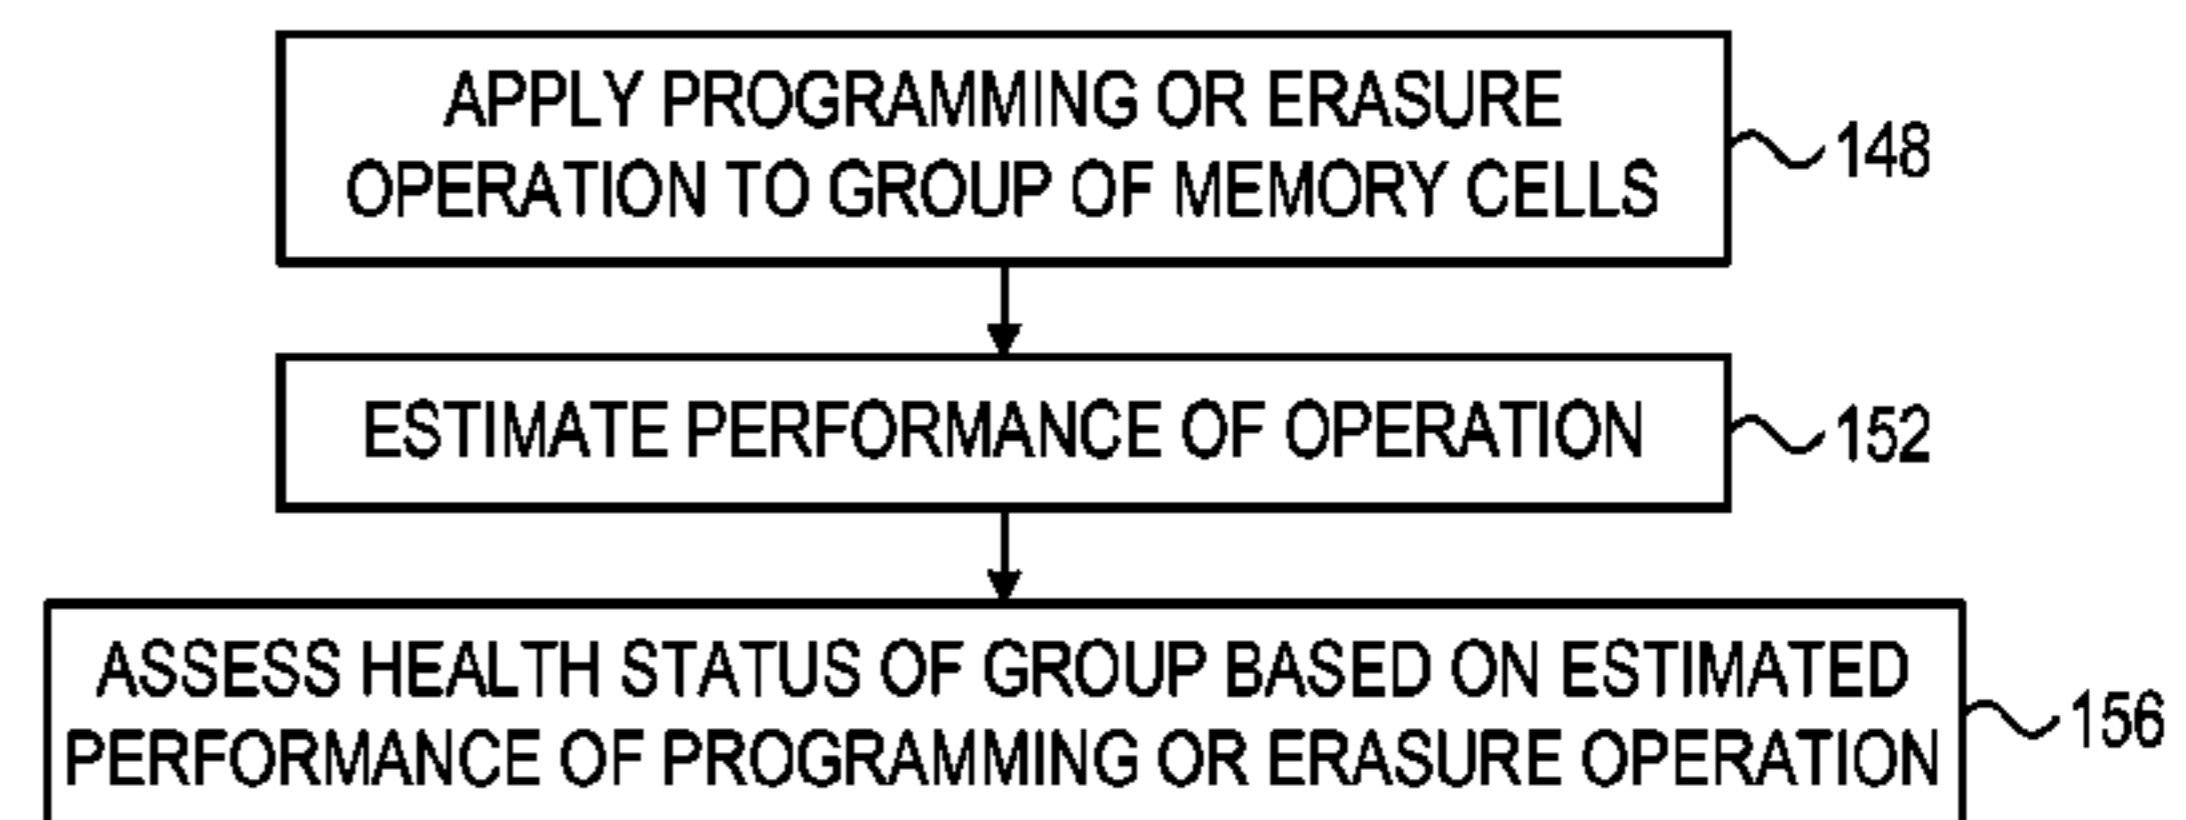 APPLY PROGRAMMING OR ERASURE
OPERATION TO GROUP OF MEMORY CELLS
148
ESTIMATE PERFORMANCE OF OPERATION
152
ASSESS HEALTH STATUS OF GROUP BASED ON ESTIMATED
PERFORMANCE OF PROGRAMMING OR ERASURE OPERATION
156